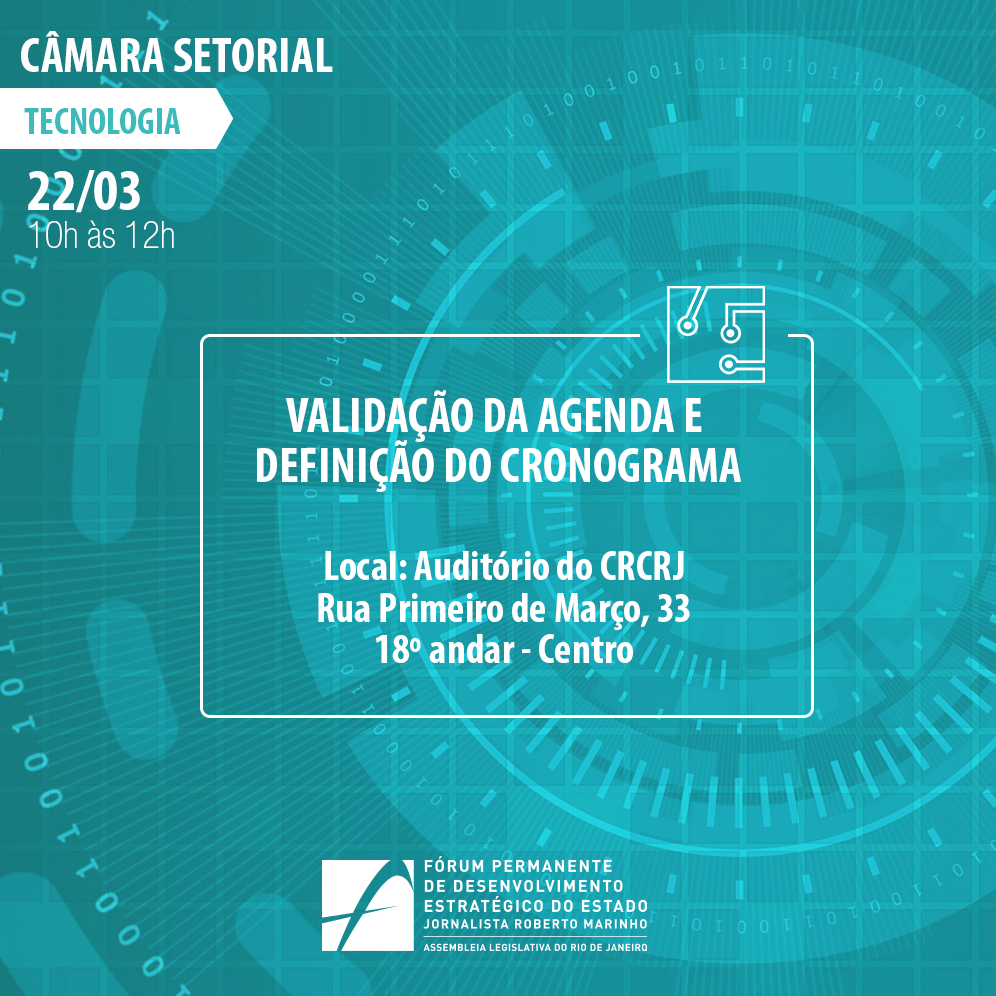 CÂMARA SETORIAL
TECNOLOGIA
22/03
10h às 12h
VALIDAÇÃO DA AGENDA E
DEFINIÇÃO DO CRONOGRAMA
Local: Auditório do CRCRJ
Rua Primeiro de Março, 33
18º andar - Centro
FÓRUM PERMANENTE
DE DESENVOLVIMENTO
ESTRATÉGICO DO ESTADO
JORNALISTA ROBERTO MARINHO
ASSEMBLEIA LEGISLATIVA DO RIO DE JANEIRO